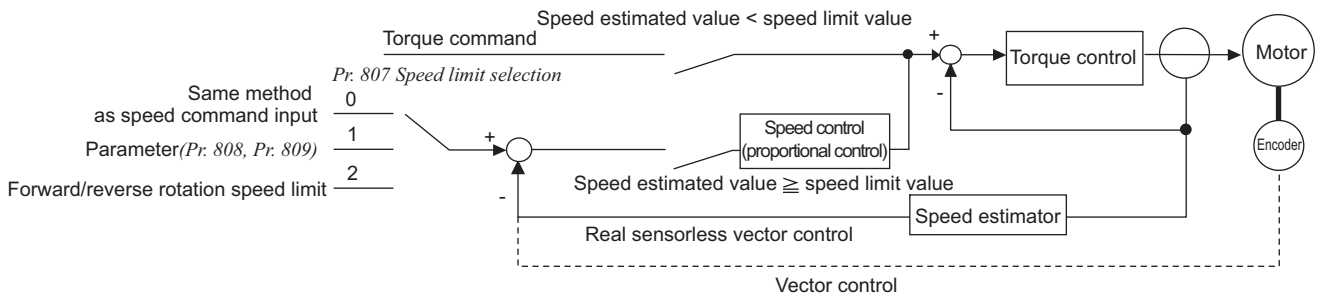 Speed estimated value < speed limit value
Torque command
+
Torque control
Motor
Pr. 807 Speed limit selection
-
Same method
as speed command input
0
1
Parameter(Pr. 808, Pr. 809)
2
Forward/reverse rotation speed limit
+
-
Speed control
(proportional control)
Encoder
Speed estimated value ≧ speed limit value
Speed estimator
Real sensorless vector control
Vector control